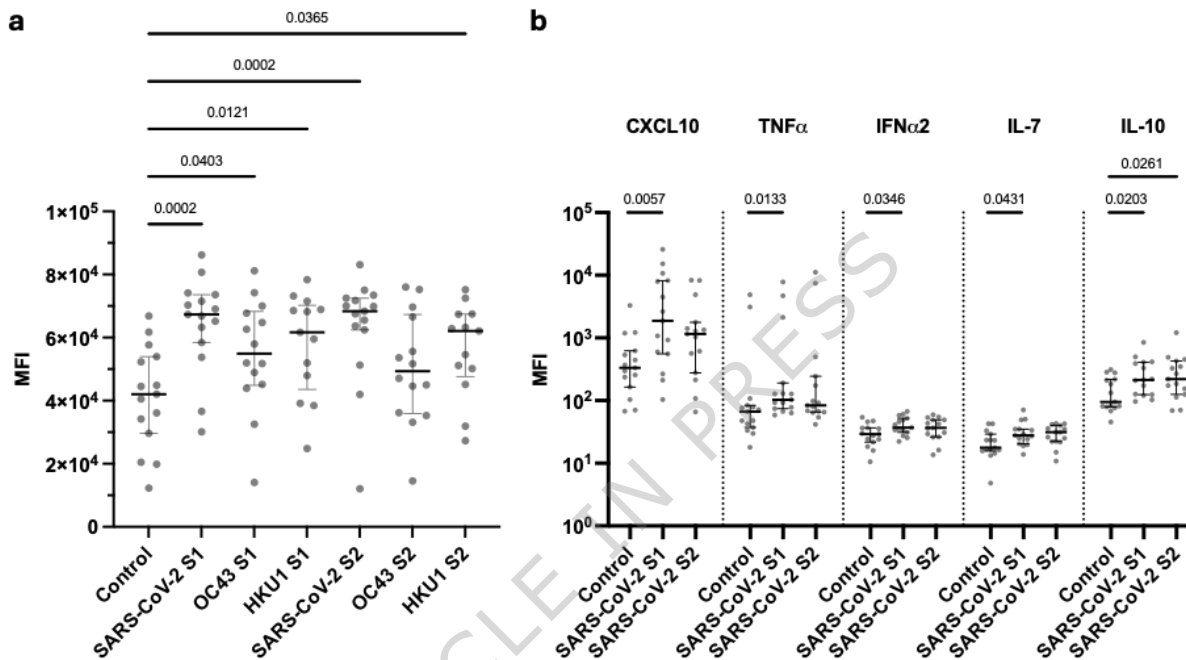 a
0.0365
0.0002
0.0121
0.0403
0.0002
MFI
1×10⁵
8×10⁴
6×10⁴
4×10⁴
2×10⁴
0
Control
SARS-CoV-2 S1
OC43 S1
HKU1 S1
SARS-CoV-2 S2
OC43 S2
HKU1 S2
b
CXCL10 TNFα IFNα2 IL-7 IL-10
0.0261
0.0057 0.0133 0.0346 0.0431 0.0203
MFI
10⁵
10⁴
10³
10²
10¹
10⁰
Control
SARS-CoV-2 S1
SARS-CoV-2 S2
Control
SARS-CoV-2 S1
SARS-CoV-2 S2
Control
SARS-CoV-2 S1
SARS-CoV-2 S2
Control
SARS-CoV-2 S1
SARS-CoV-2 S2
Control
SARS-CoV-2 S1
SARS-CoV-2 S2
CLE IN PRESS